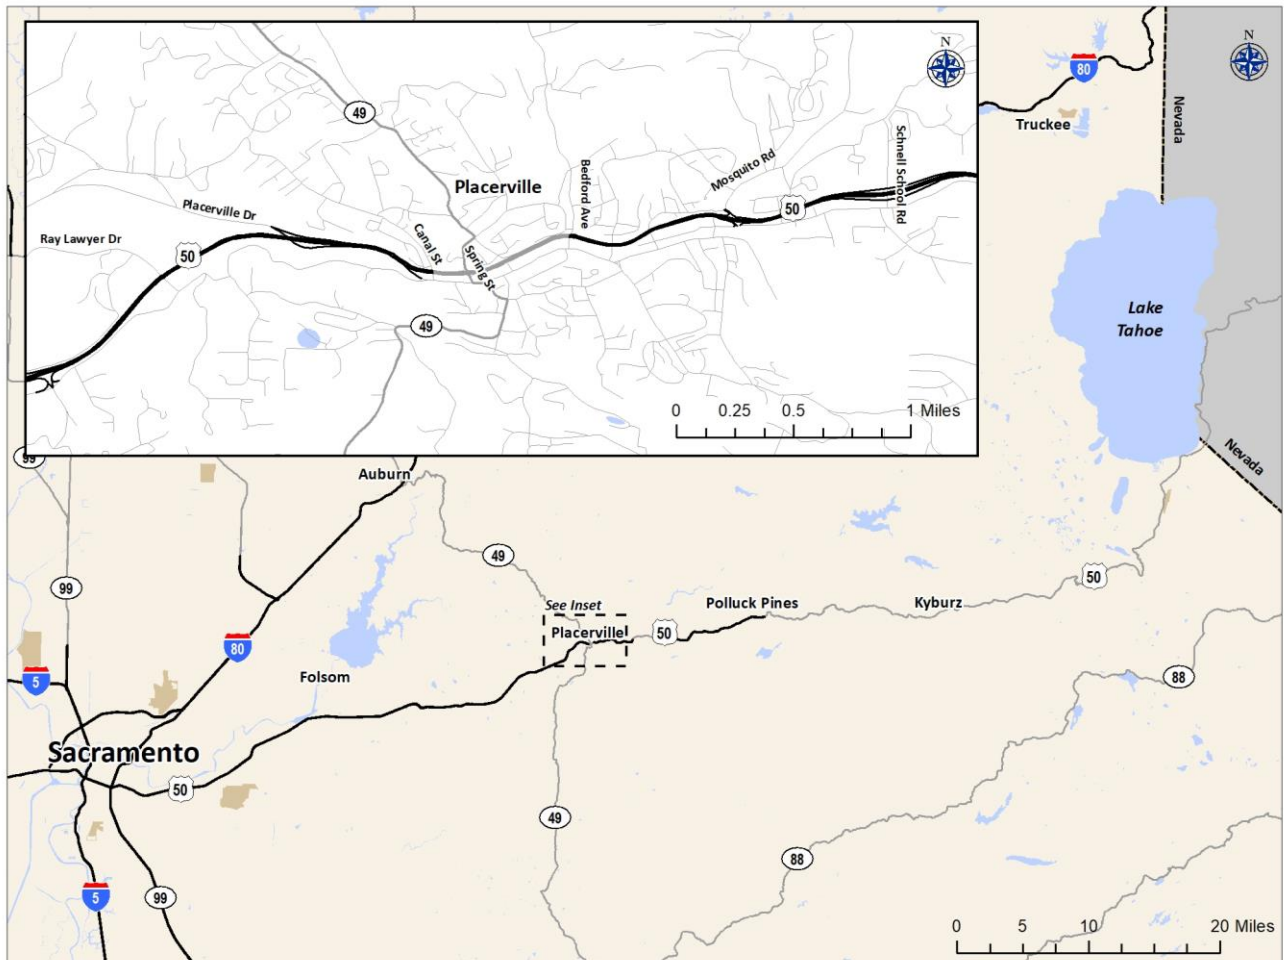 N
49
Placerville
Bedford Ave
Mosquito Rd
Schnell School Rd
50
Placerville Dr
Ray Lawyer Dr
50
Canal St
Spring St
49
0 0.25 0.5 1 Miles
N
80
Truckee
Nevada
Lake
Tahoe
Nevada
99
Auburn
49
99
See Inset
Placerville
50
Polluck Pines
Kyburz
50
80
Folsom
5
88
Sacramento
50
49
88
5
99
0 5 10 20 Miles